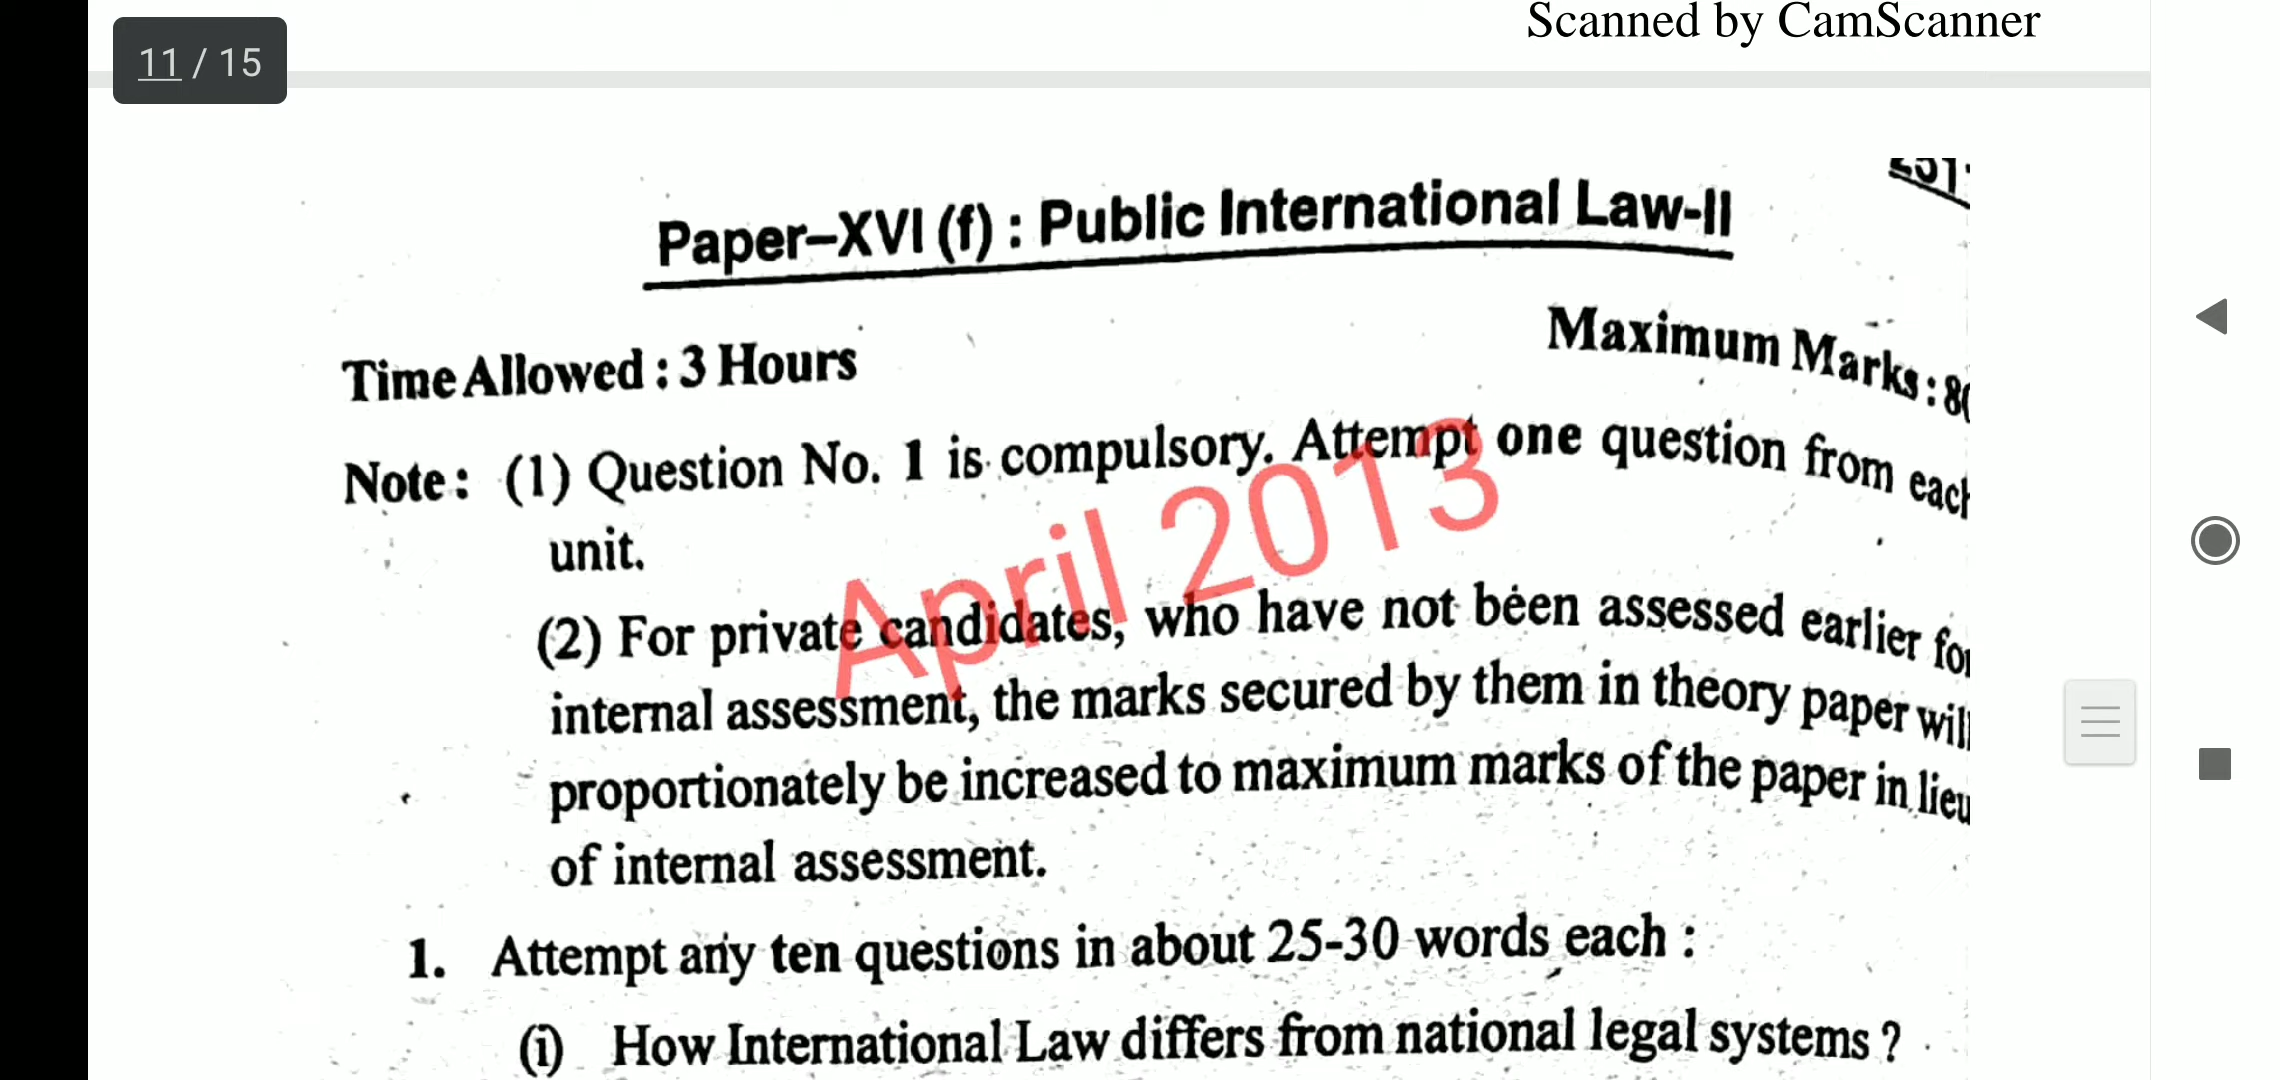 Scanned by CamScanner
11 / 15
Paper–XVI (f) : Public International Law-II
Maximum Marks : 8
Time Allowed : 3 Hours
Note : (1) Question No. 1 is compulsory. Attempt one question from each
unit.
April 2013
(2) For private candidates, who have not been assessed earlier for
internal assessment, the marks secured by them in theory paper will
proportionately be increased to maximum marks of the paper in lieu
of internal assessment.
1. Attempt any ten questions in about 25-30 words each :
(i) How International Law differs from national legal systems ?